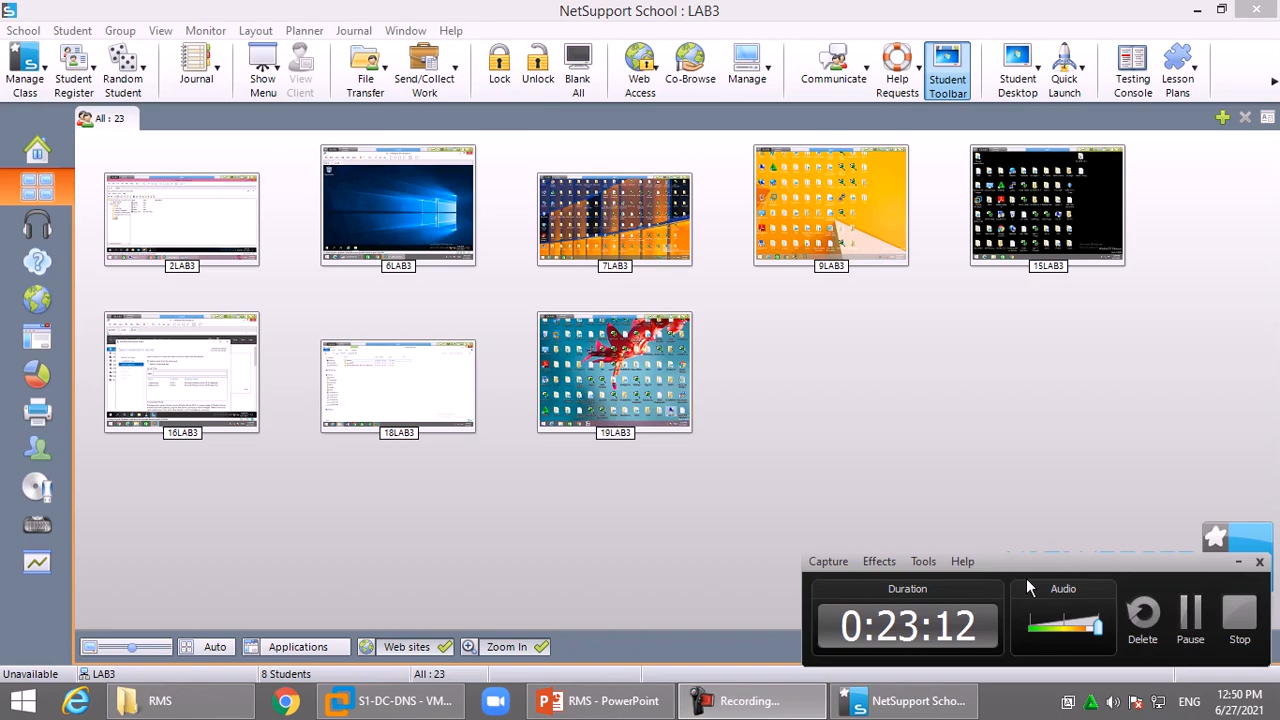 NetSupport School : LAB3
School Student Group View Monitor Layout Window Planner Journal Window Help
Manage Class
Student Register
Random Student
Journal
Show Menu
View Client
File Transfer
Send/Collect Work
Lock
Unlock
Blank All
Web Access
Co-Browse
Manage
Communicate
Help Requests
Student Toolbar
Student Desktop
Quick Launch
Testing Console
Lesson Plans
All : 23
2LAB3
6LAB3
7LAB3
9LAB3
15LAB3
16LAB3
18LAB3
19LAB3
Capture Effects Tools Help
Duration
Audio
0:23:12
Delete
Pause
Stop
Auto
Applications
Web sites
Zoom In
Unavailable LAB3 8 Students All : 23
RMS
S1-DC-DNS - VM...
RMS - PowerPoint
Recording...
NetSupport Scho...
ENG
12:50 PM
6/27/2021